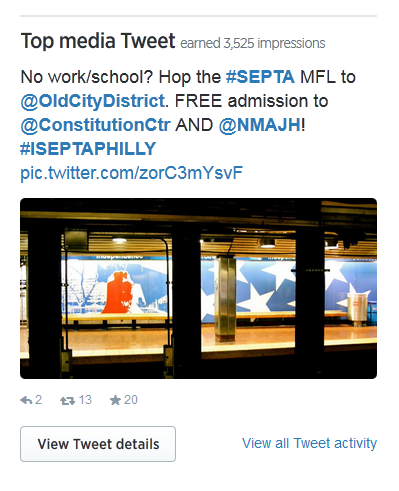 Top media Tweet earned 3,525 impressions
No work/school? Hop the #SEPTA MFL to
@OldCityDistrict. FREE admission to
@ConstitutionCtr AND @NMAJH!
#ISEPTAPHILLY
pic.twitter.com/zorC3mYsvF
Independence
2 13 20
View Tweet details
View all Tweet activity